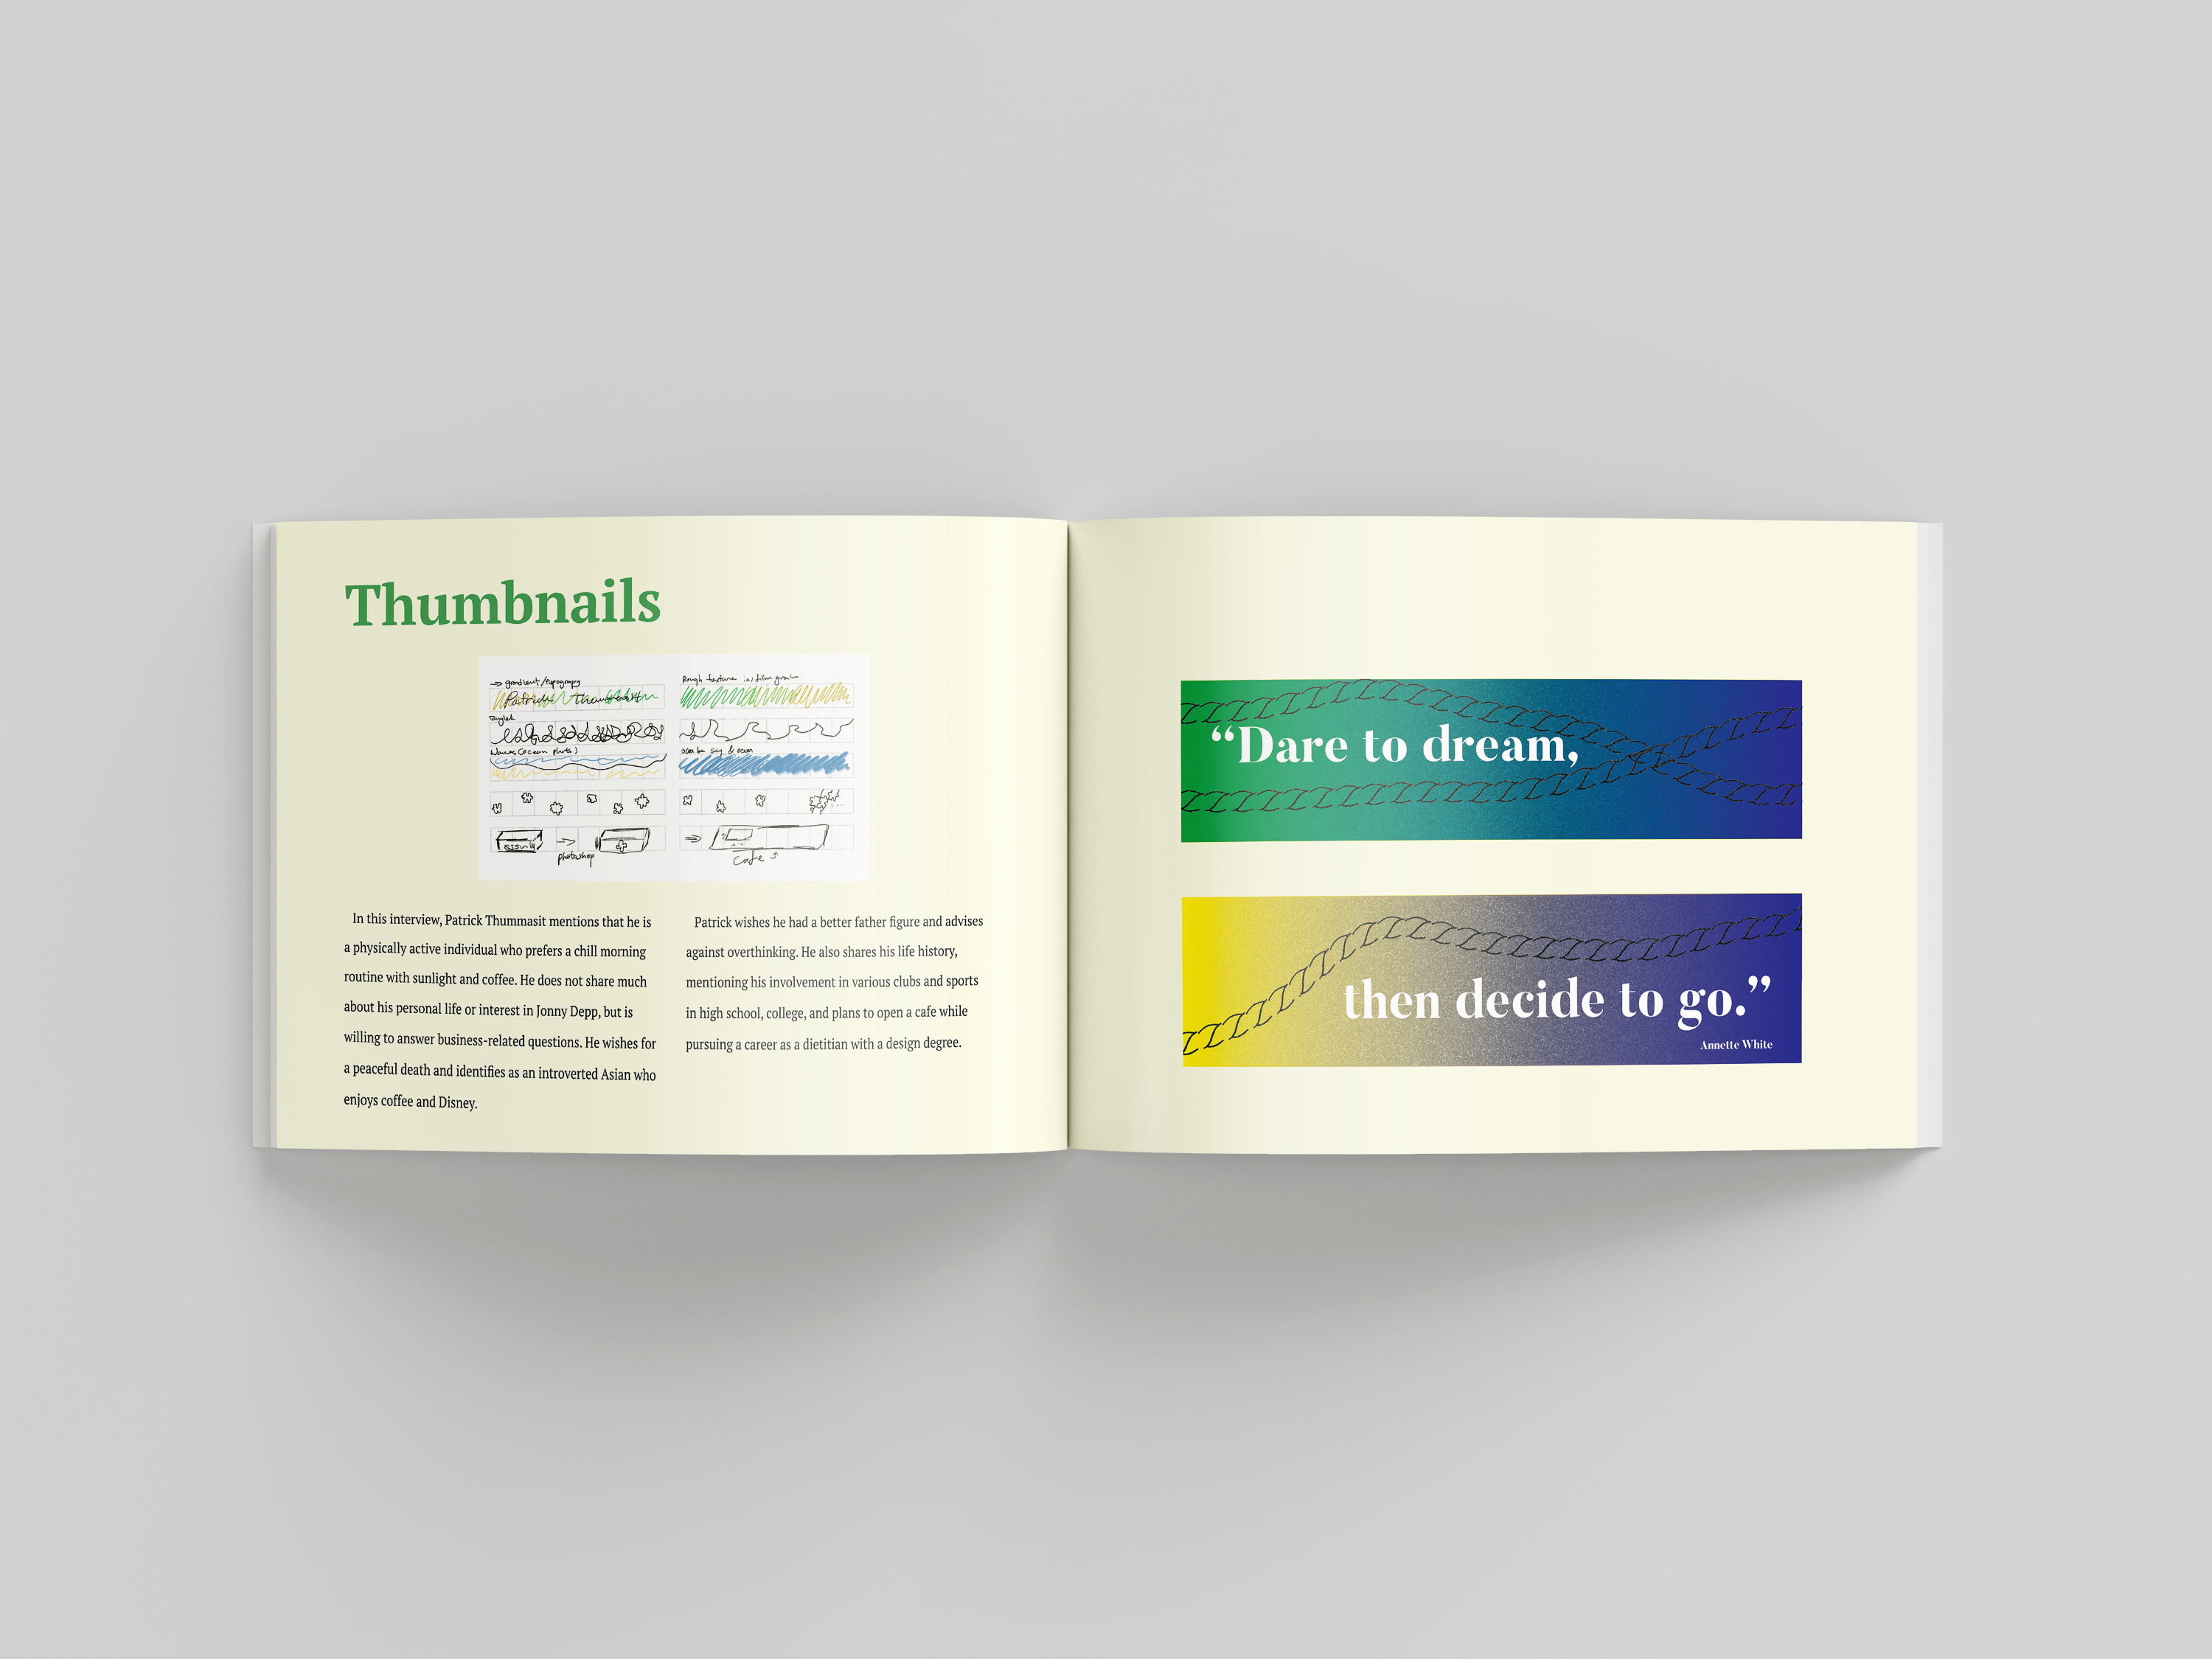 Thumbnails
gradient/typograpy
Rough texture w/ film grain
Patrick Thummasit
Tangled
Waves (ocean photo)
can be sky & ocean
photoshop
cafe
In this interview, Patrick Thummasit mentions that he is
a physically active individual who prefers a chill morning
routine with sunlight and coffee. He does not share much
about his personal life or interest in Jonny Depp, but is
willing to answer business-related questions. He wishes for
a peaceful death and identifies as an introverted Asian who
enjoys coffee and Disney.
Patrick wishes he had a better father figure and advises
against overthinking. He also shares his life history,
mentioning his involvement in various clubs and sports
in high school, college, and plans to open a cafe while
pursuing a career as a dietitian with a design degree.
“Dare to dream,
then decide to go.”
Annette White